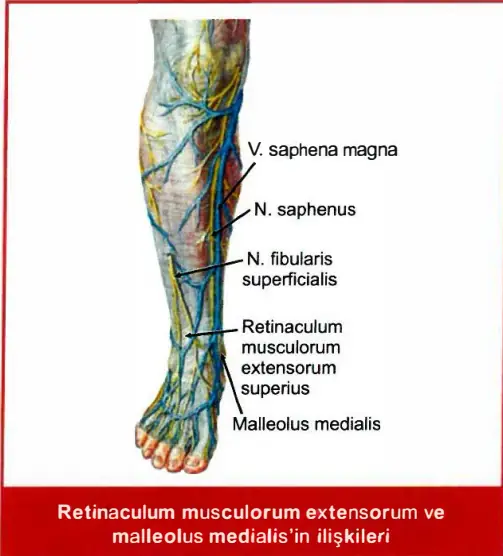 V. saphena magna
N. saphenus
N. fibularis
superficialis
Retinaculum
musculorum
extensorum
superius
Malleolus medialis
Retinaculum musculorum extensorum ve
malleolus medialis'in ilişkileri